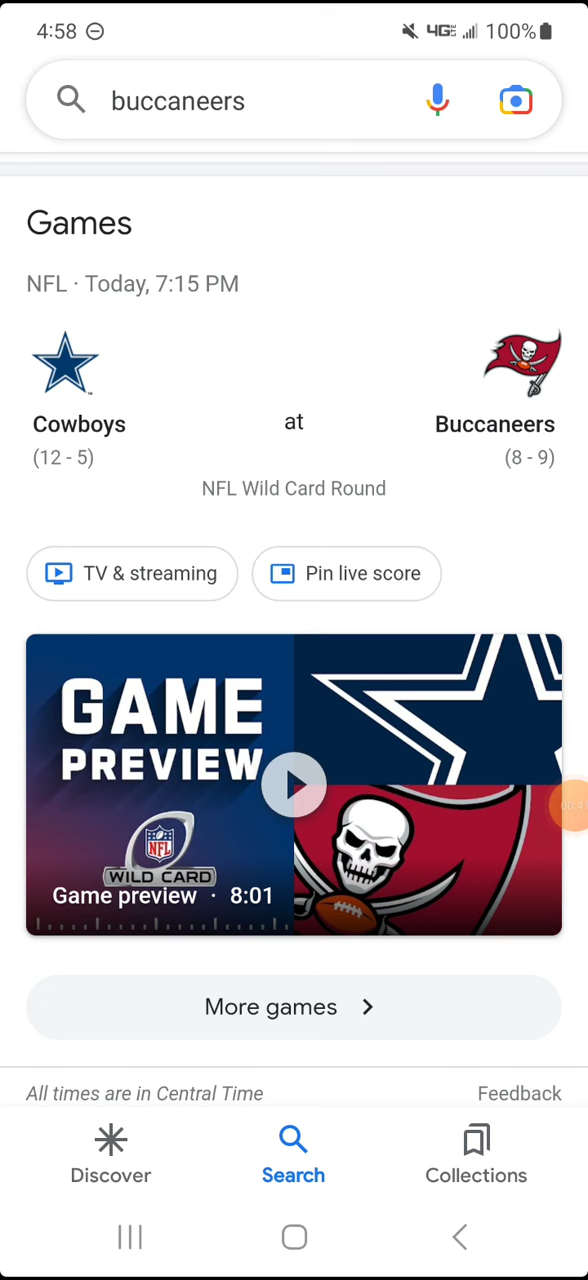 4:58 4GE 100%
buccaneers
Games
NFL · Today, 7:15 PM
Cowboys at Buccaneers
(12 - 5) (8 - 9)
NFL Wild Card Round
TV & streaming Pin live score
GAME
PREVIEW
NFL
WILD CARD
Game preview · 8:01
More games
All times are in Central Time Feedback
Discover Search Collections